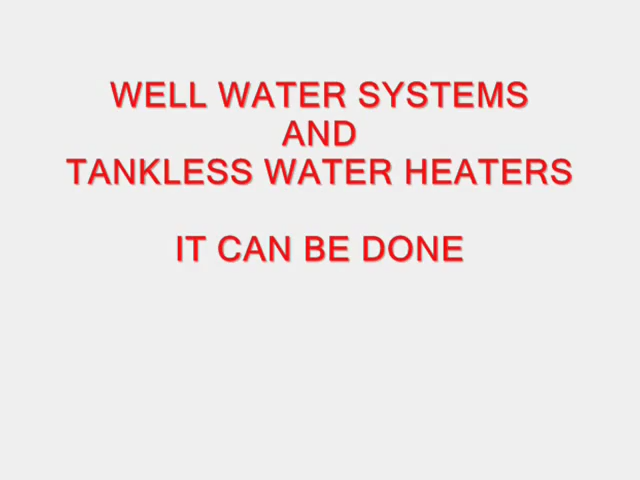 WELL WATER SYSTEMS
AND
TANKLESS WATER HEATERS
IT CAN BE DONE